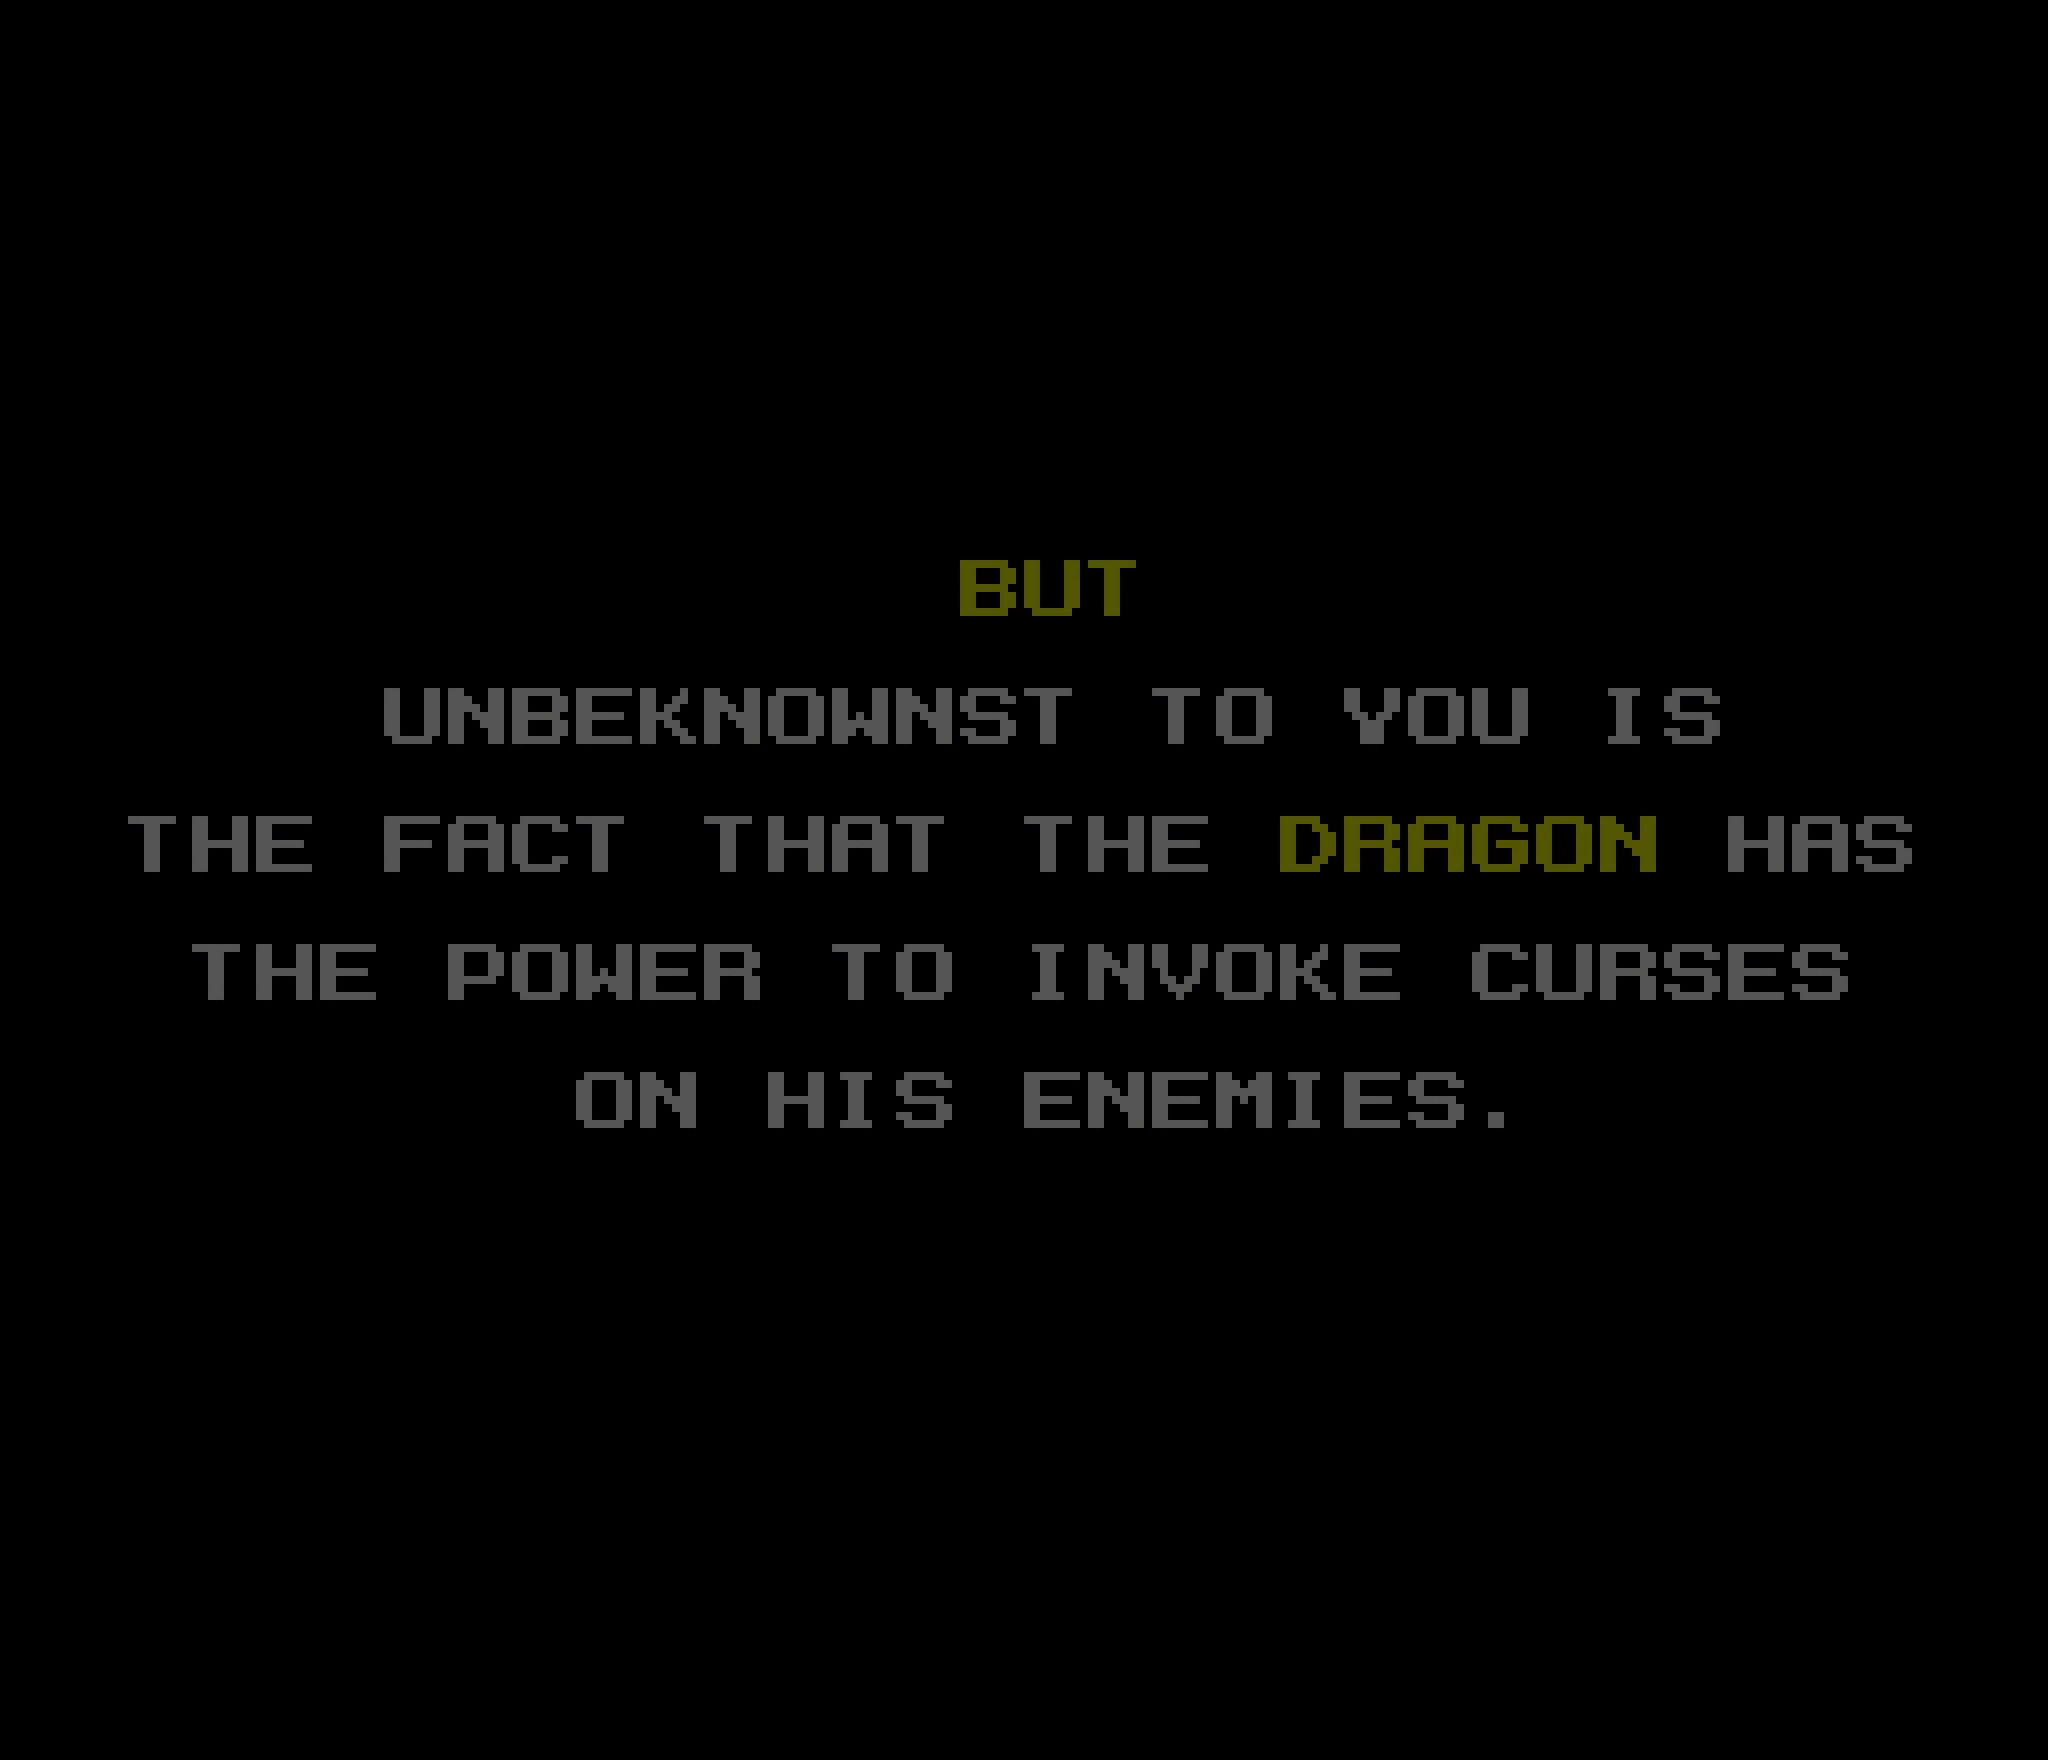 BUT
UNBEKNOWNST TO YOU IS
THE FACT THAT THE DRAGON HAS
THE POWER TO INVOKE CURSES
ON HIS ENEMIES.